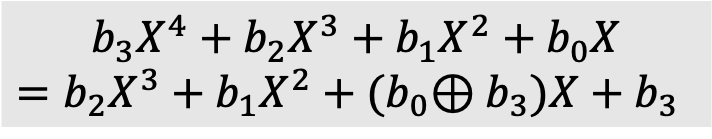 b₃X⁴ + b₂X³ + b₁X² + b₀X
= b₂X³ + b₁X² + (b₀⊕ b₃)X + b₃